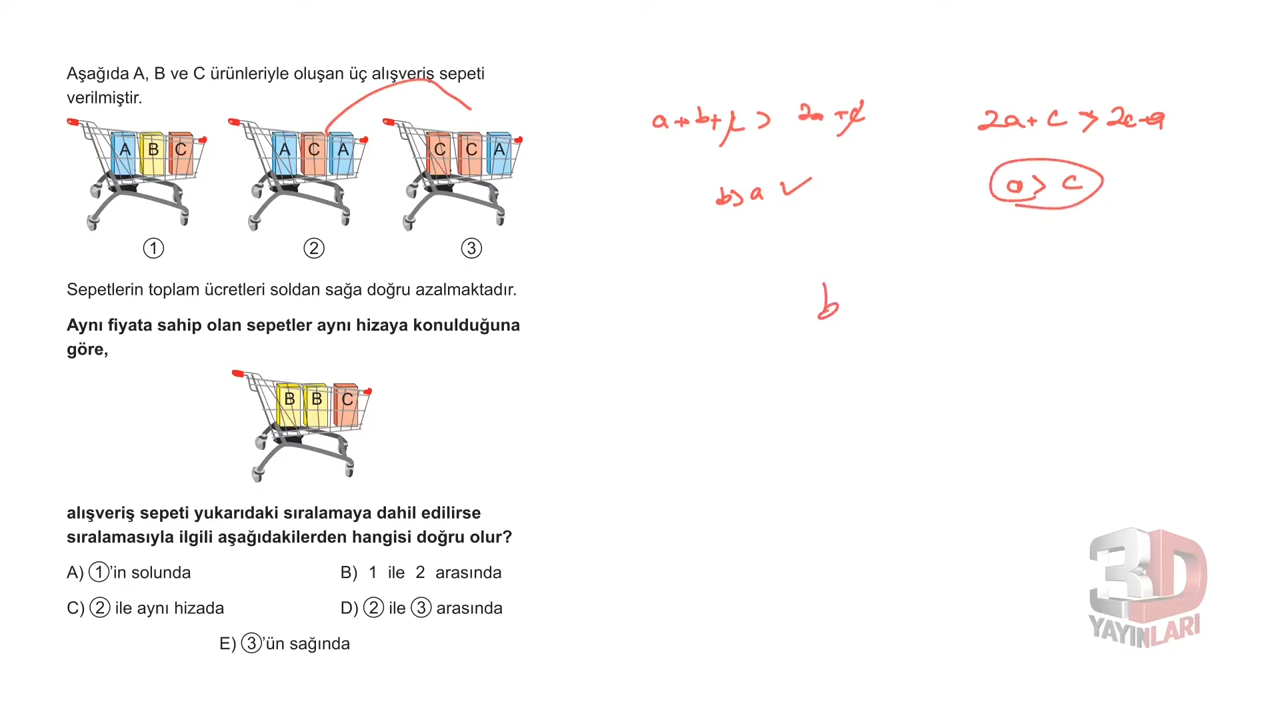 Aşağıda A, B ve C ürünleriyle oluşan üç alışveriş sepeti
verilmiştir.
A B C
A C A
C C A
① ② ③
Sepetlerin toplam ücretleri soldan sağa doğru azalmaktadır.
Aynı fiyata sahip olan sepetler aynı hizaya konulduğuna
göre,
B B C
alışveriş sepeti yukarıdaki sıralamaya dahil edilirse
sıralamasıyla ilgili aşağıdakilerden hangisi doğru olur?
A) ①'in solunda
B) 1 ile 2 arasında
C) ② ile aynı hizada
D) ② ile ③ arasında
E) ③'ün sağında
a+b+c > 2a+c
b>a ✓
2a+c > 2c+a
a > c
b
3D
YAYINLARI